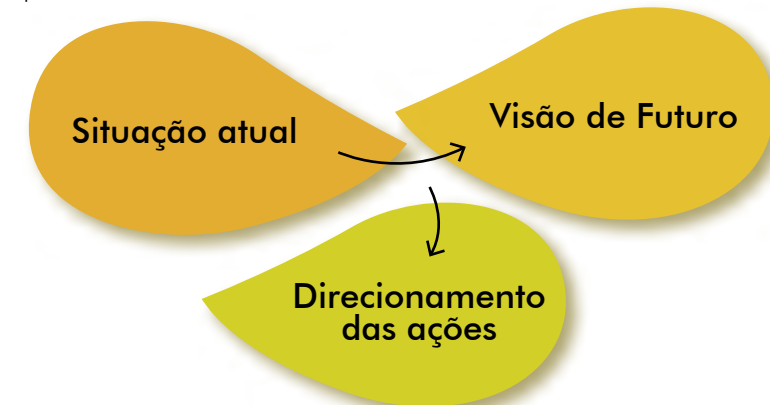 Situação atual
Visão de Futuro
Direcionamento
das ações